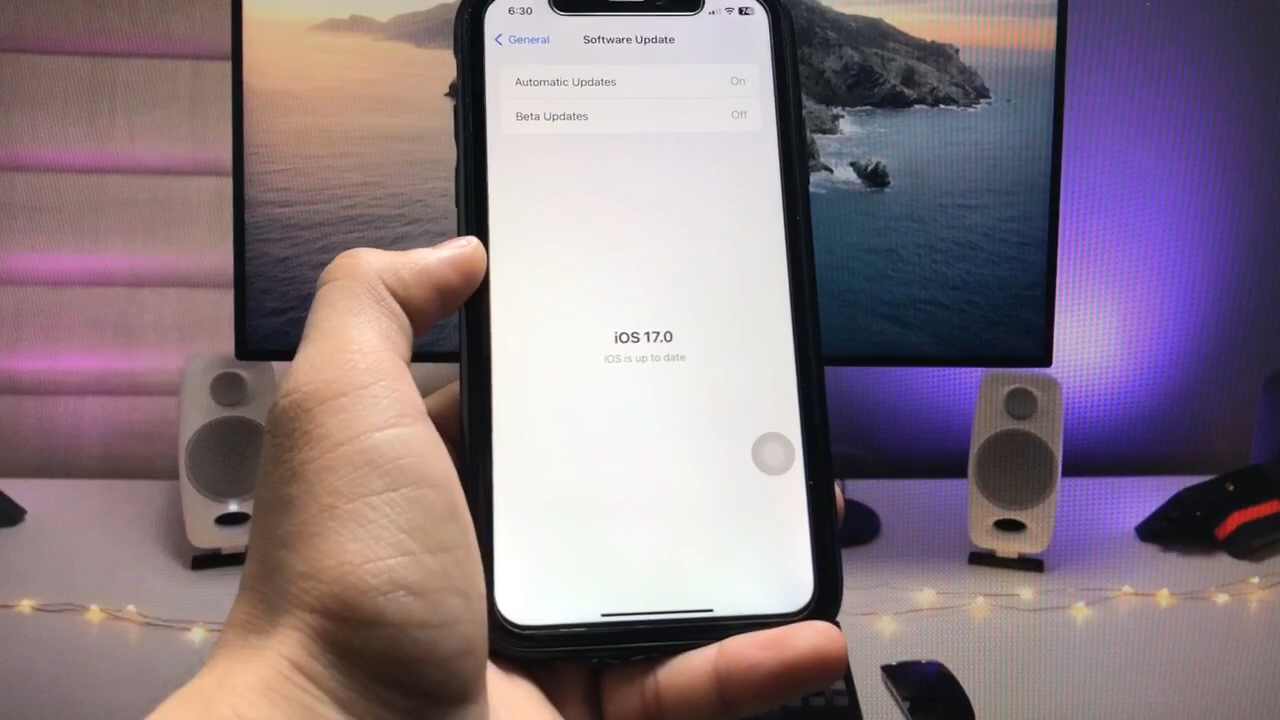 6:30 74
General Software Update
Automatic Updates On
Beta Updates Off
iOS 17.0
iOS is up to date